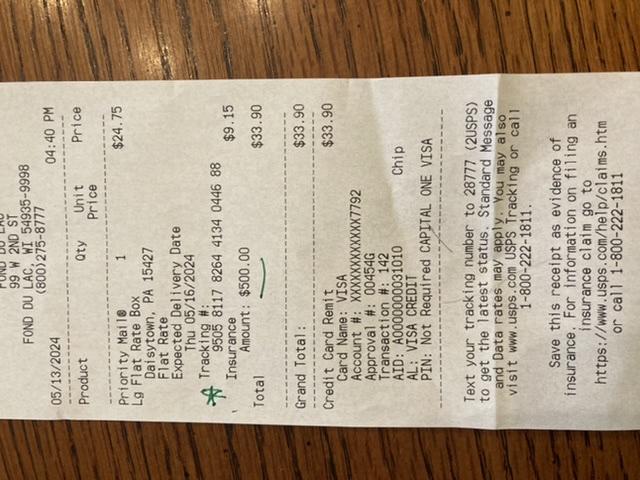 FOND DU LAC
99 W 2ND ST
FOND DU LAC, WI 54935-9998
(800)275-8777
05/13/2024 04:40 PM
Product Qty Unit Price
Price
Priority Mail® 1 $24.75
Lg Flat Rate Box
Daisytown, PA 15427
Flat Rate
Expected Delivery Date
Thu 05/16/2024
Tracking #:
9505 8117 8264 4134 0446 88
Insurance $9.15
Amount: $500.00
Total $33.90
Grand Total: $33.90
Credit Card Remit $33.90
Card Name: VISA
Account #: XXXXXXXXXXXX7792
Approval #: 00454G
Transaction #: 142
AID: A0000000031010 Chip
AL: VISA CREDIT
PIN: Not Required CAPITAL ONE VISA
Text your tracking number to 28777 (2USPS)
to get the latest status. Standard Message
and Data rates may apply. You may also
visit www.usps.com USPS Tracking or call
1-800-222-1811.
Save this receipt as evidence of
insurance. For information on filing an
insurance claim go to
https://www.usps.com/help/claims.htm
or call 1-800-222-1811